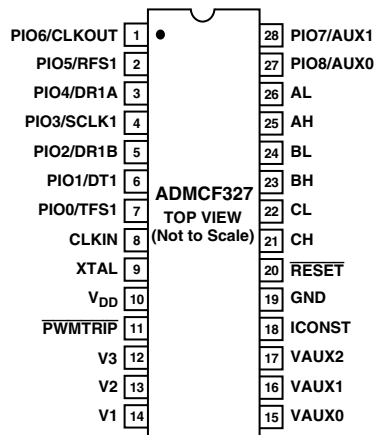 PIO6/CLKOUT 1 28 PIO7/AUX1
PIO5/RFS1 2 27 PIO8/AUX0
PIO4/DR1A 3 26 AL
PIO3/SCLK1 4 25 AH
PIO2/DR1B 5 24 BL
PIO1/DT1 6 23 BH
ADMCF327
PIO0/TFS1 7 TOP VIEW 22 CL
CLKIN 8 (Not to Scale) 21 CH
XTAL 9 20 RESET
VDD 10 19 GND
PWMTRIP 11 18 ICONST
V3 12 17 VAUX2
V2 13 16 VAUX1
V1 14 15 VAUX0